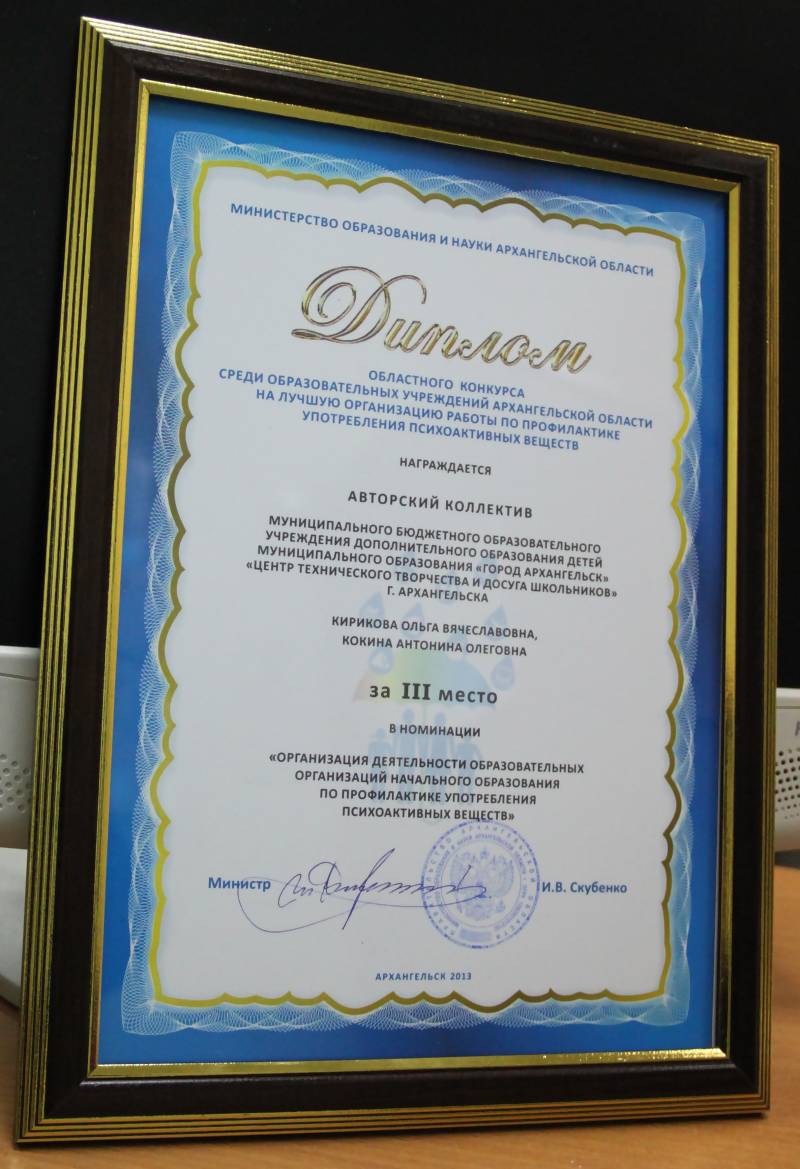 МИНИСТЕРСТВО ОБРАЗОВАНИЯ И НАУКИ АРХАНГЕЛЬСКОЙ ОБЛАСТИ
Диплом
ОБЛАСТНОГО КОНКУРСА
СРЕДИ ОБРАЗОВАТЕЛЬНЫХ УЧРЕЖДЕНИЙ АРХАНГЕЛЬСКОЙ ОБЛАСТИ
НА ЛУЧШУЮ ОРГАНИЗАЦИЮ РАБОТЫ ПО ПРОФИЛАКТИКЕ
УПОТРЕБЛЕНИЯ ПСИХОАКТИВНЫХ ВЕЩЕСТВ
НАГРАЖДАЕТСЯ
АВТОРСКИЙ КОЛЛЕКТИВ
МУНИЦИПАЛЬНОГО БЮДЖЕТНОГО ОБРАЗОВАТЕЛЬНОГО
УЧРЕЖДЕНИЯ ДОПОЛНИТЕЛЬНОГО ОБРАЗОВАНИЯ ДЕТЕЙ
МУНИЦИПАЛЬНОГО ОБРАЗОВАНИЯ «ГОРОД АРХАНГЕЛЬСК»
«ЦЕНТР ТЕХНИЧЕСКОГО ТВОРЧЕСТВА И ДОСУГА ШКОЛЬНИКОВ»
Г. АРХАНГЕЛЬСКА
КИРИКОВА ОЛЬГА ВЯЧЕСЛАВОВНА,
КОКИНА АНТОНИНА ОЛЕГОВНА
за III место
В НОМИНАЦИИ
«ОРГАНИЗАЦИЯ ДЕЯТЕЛЬНОСТИ ОБРАЗОВАТЕЛЬНЫХ
ОРГАНИЗАЦИЙ НАЧАЛЬНОГО ОБРАЗОВАНИЯ
ПО ПРОФИЛАКТИКЕ УПОТРЕБЛЕНИЯ
ПСИХОАКТИВНЫХ ВЕЩЕСТВ»
Министр И.В. Скубенко
АРХАНГЕЛЬСК 2013